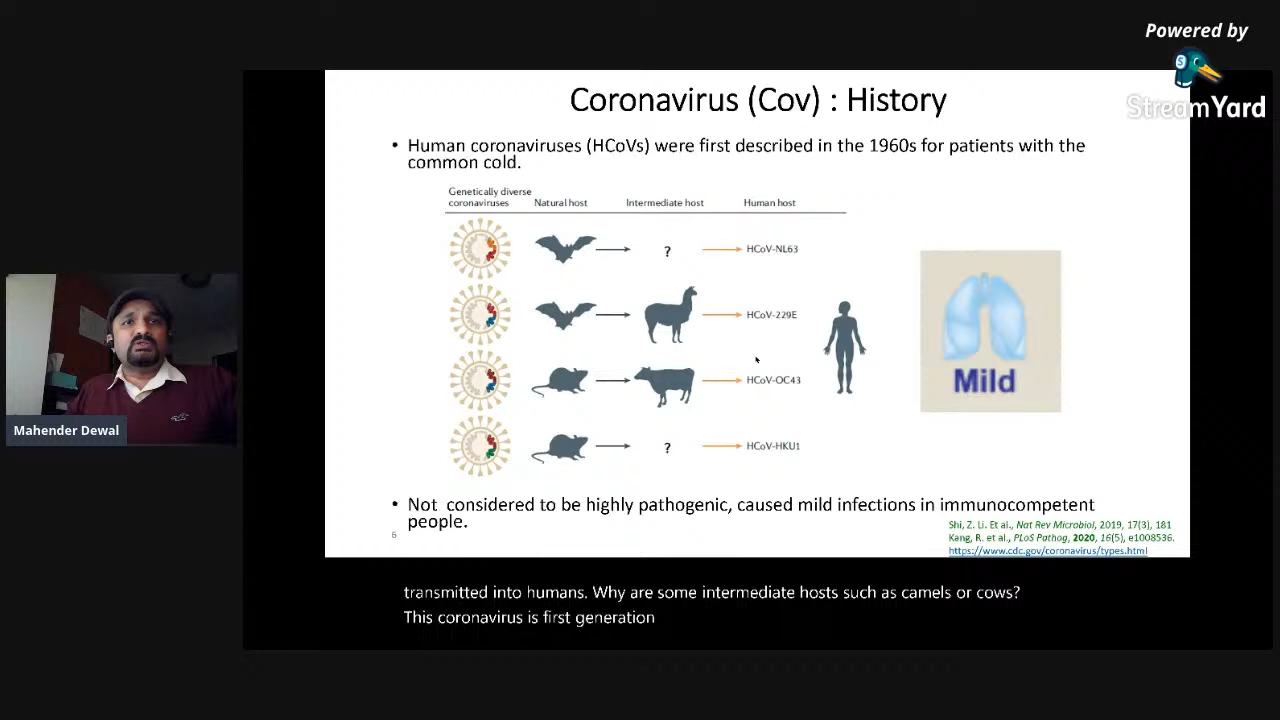 Powered by
StreamYard
Coronavirus (Cov) : History
• Human coronaviruses (HCoVs) were first described in the 1960s for patients with the
common cold.
Genetically diverse
coronaviruses
Natural host
Intermediate host
Human host
?
HCoV-NL63
HCoV-229E
HCoV-OC43
?
HCoV-HKU1
Mild
Mahender Dewal
• Not considered to be highly pathogenic, caused mild infections in immunocompetent
people.
6
Shi, Z. Li. Et al., Nat Rev Microbiol, 2019, 17(3), 181
Kang, R. et al., PLoS Pathog, 2020, 16(5), e1008536.
https://www.cdc.gov/coronavirus/types.html
transmitted into humans. Why are some intermediate hosts such as camels or cows?
This coronavirus is first generation